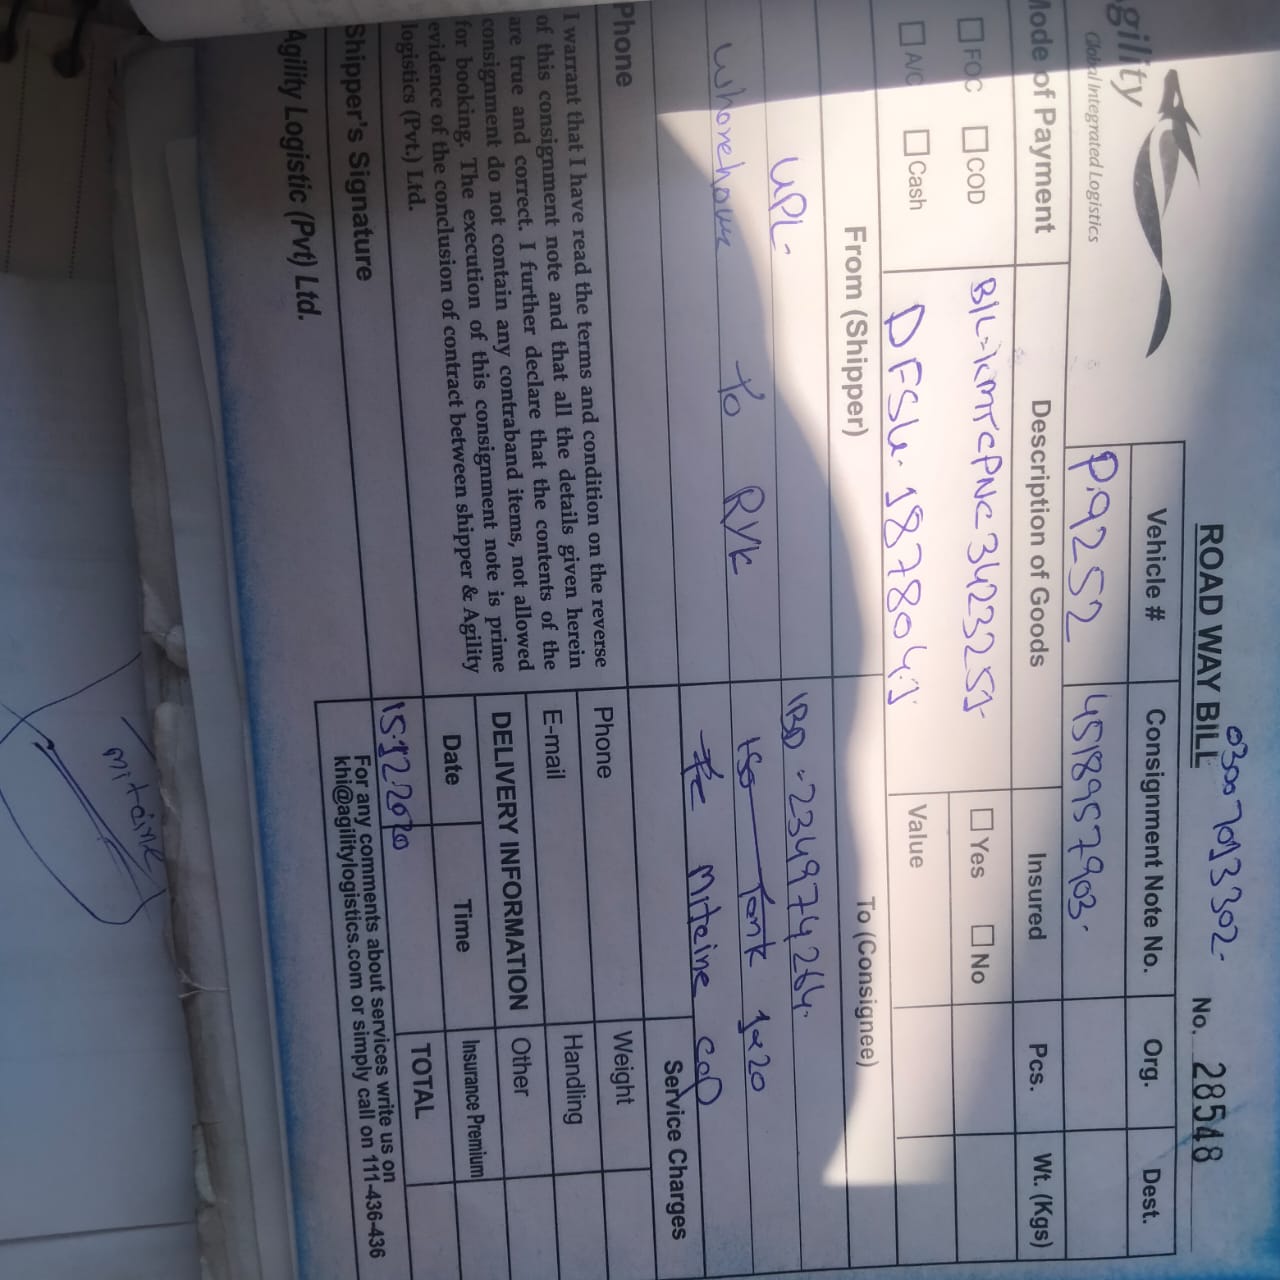 03007013302.
ROAD WAY BILL
No. 28548
gility
Global Integrated Logistics
Vehicle # Consignment Note No. Org. Dest.
P.9252 4518957903.
Mode of Payment Description of Goods Insured Pcs. Wt. (Kgs)
FOC COD B/L-KMTCPNC3423251 Yes No
A/C Cash DFSU. 1878041 Value
From (Shipper) To (Consignee)
UPL- IBD -234974264.
To RYK Iso Tank 1x20
Miteine CoD
Service Charges
Phone
Phone Weight
E-mail Handling
I warrant that I have read the terms and condition on the reverse
of this consignment note and that all the details given herein
are true and correct. I further declare that the contents of the
consignment do not contain any contraband items, not allowed
for booking. The execution of this consignment note is prime
evidence of the conclusion of contract between shipper & Agility
logistics (Pvt.) Ltd.
DELIVERY INFORMATION Other
Date Time Insurance Premium
15.12.2020 TOTAL
Shipper's Signature
For any comments about services write us on
khi@agilitylogistics.com or simply call on 111-436-436
Agility Logistic (Pvt) Ltd.
Miteine